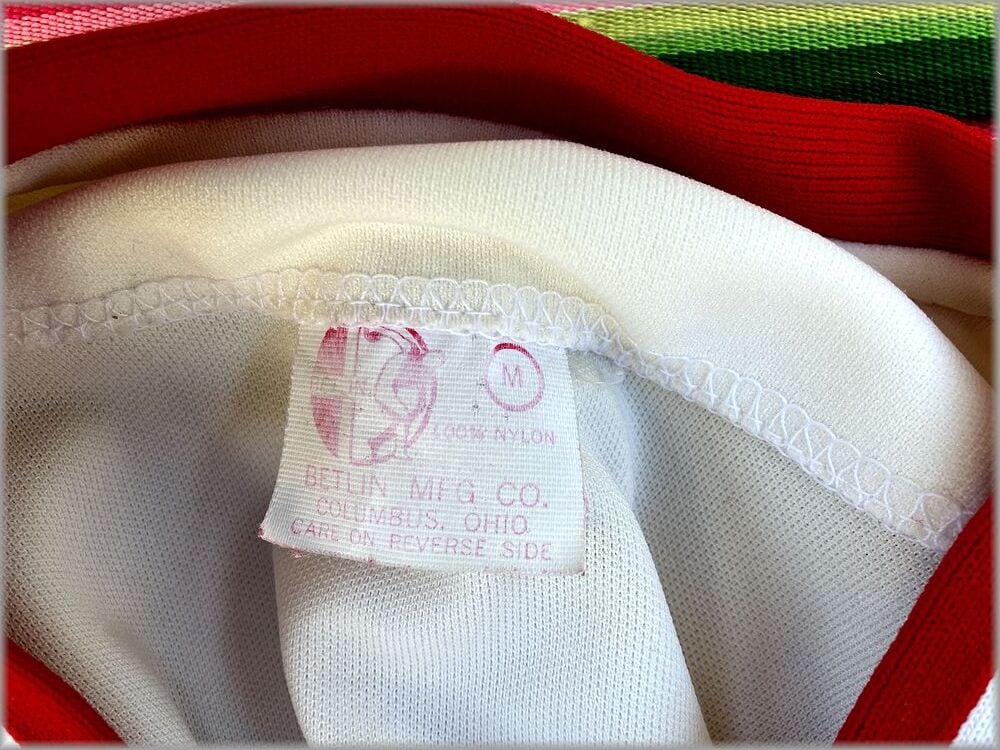 M
100% NYLON
BETLIN MFG CO.
COLUMBUS, OHIO
CARE ON REVERSE SIDE